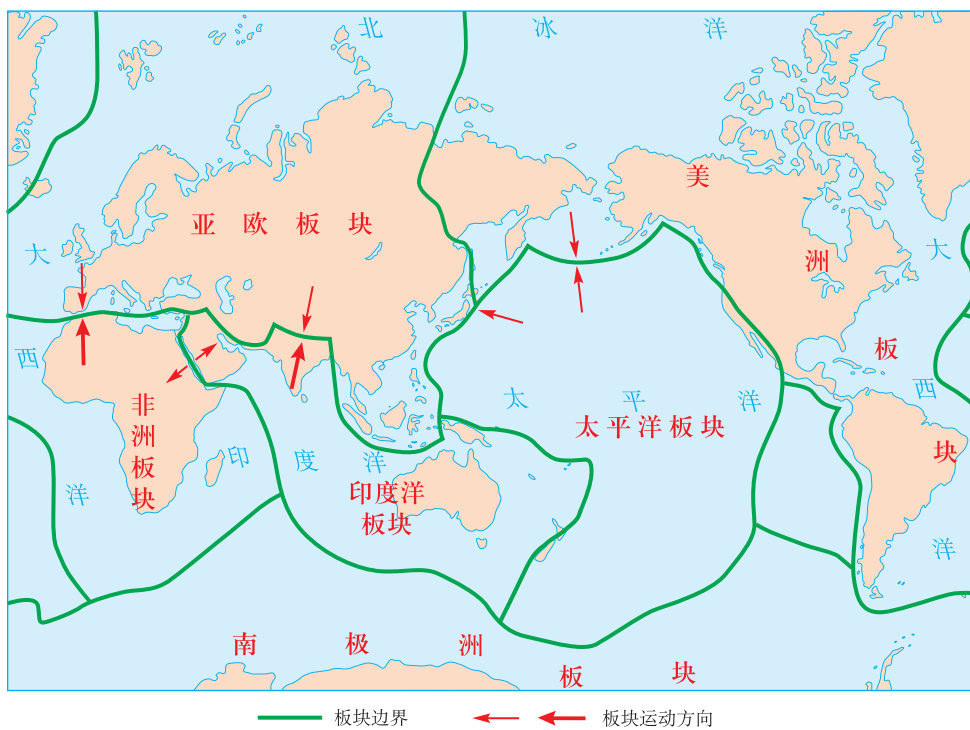 北 冰 洋
美
亚 欧 板 块
大
大
洲
西
板
太 平 洋
西
非
洲
板
块
太 平 洋 板 块
印 度 洋
块
洋
印度洋
板块
洋
南 极 洲
板 块
板块边界
板块运动方向